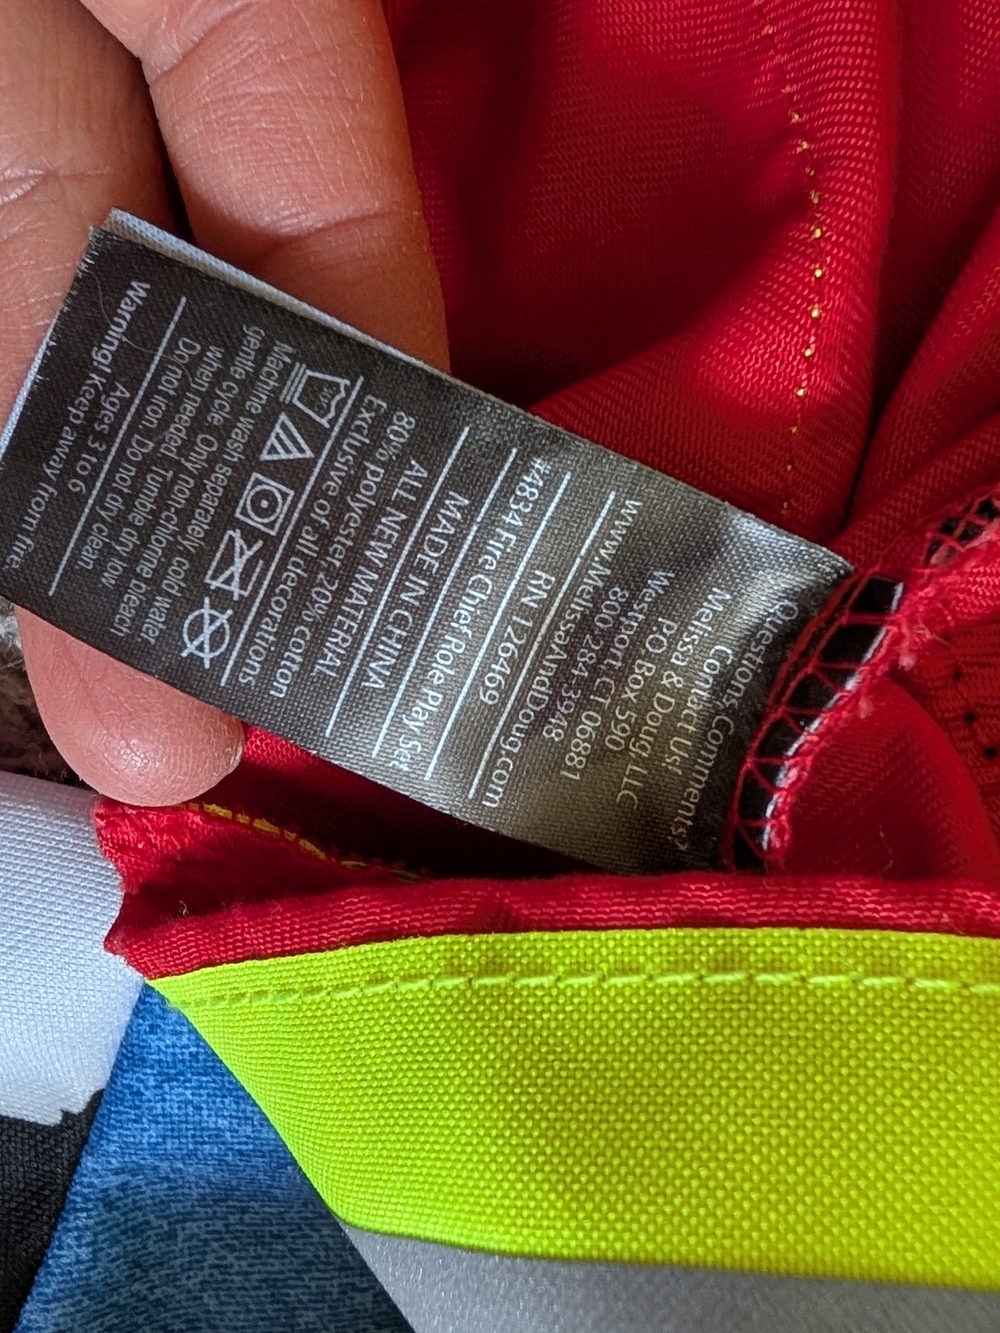 Questions, Comments?
Contact Us!
Melissa & Doug, LLC
PO Box 590
Westport, CT 06881
800 284-3948
www.MelissaAndDoug.com
RN 126469
#4834 Fire Chief Role Play Set
MADE IN CHINA
ALL NEW MATERIAL
80% polyester, 20% cotton
Exclusive of all decorations
Machine wash separately cold water,
gentle cycle. Only non-chlorine bleach
when needed. Tumble dry low
Do not iron. Do not dry clean.
Ages 3 to 6
Warning! Keep away from fire.